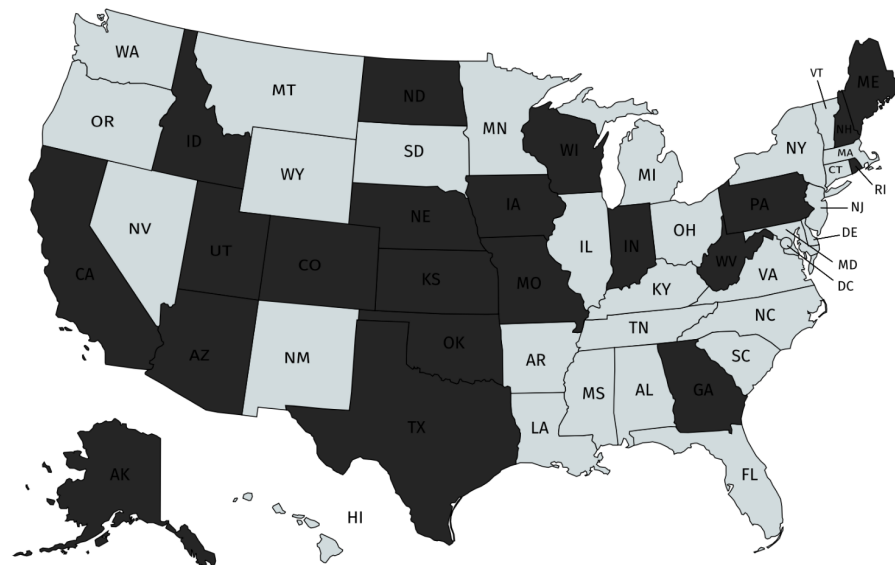 WA
MT
ND
MN
VT
ME
OR
ID
SD
WI
NH
NY
MA
WY
MI
CT
RI
NE
IA
PA
NJ
NV
UT
CO
IL
IN
OH
DE
CA
KS
MO
WV
MD
VA
DC
KY
NC
TN
AZ
NM
OK
AR
SC
MS
AL
GA
TX
LA
FL
AK
HI